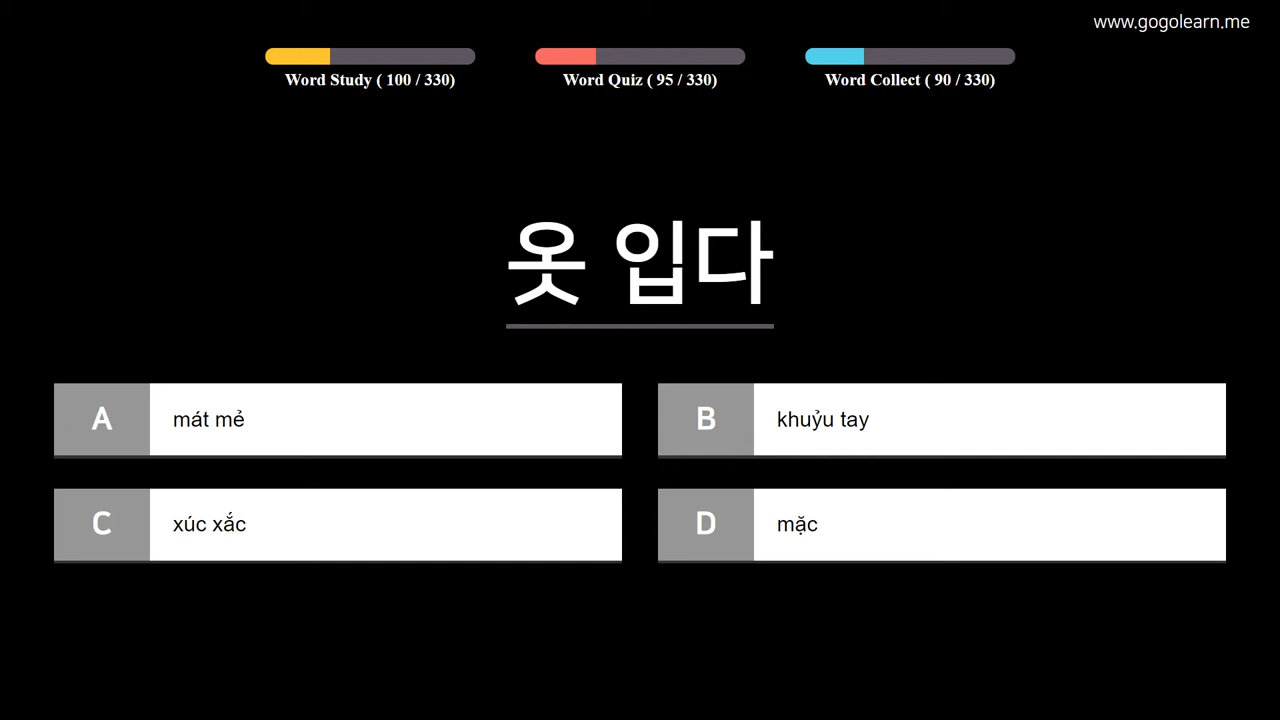 www.gogolearn.me
Word Study ( 100 / 330)
Word Quiz ( 95 / 330)
Word Collect ( 90 / 330)
옷 입다
A mát mẻ
B khuỷu tay
C xúc xắc
D mặc